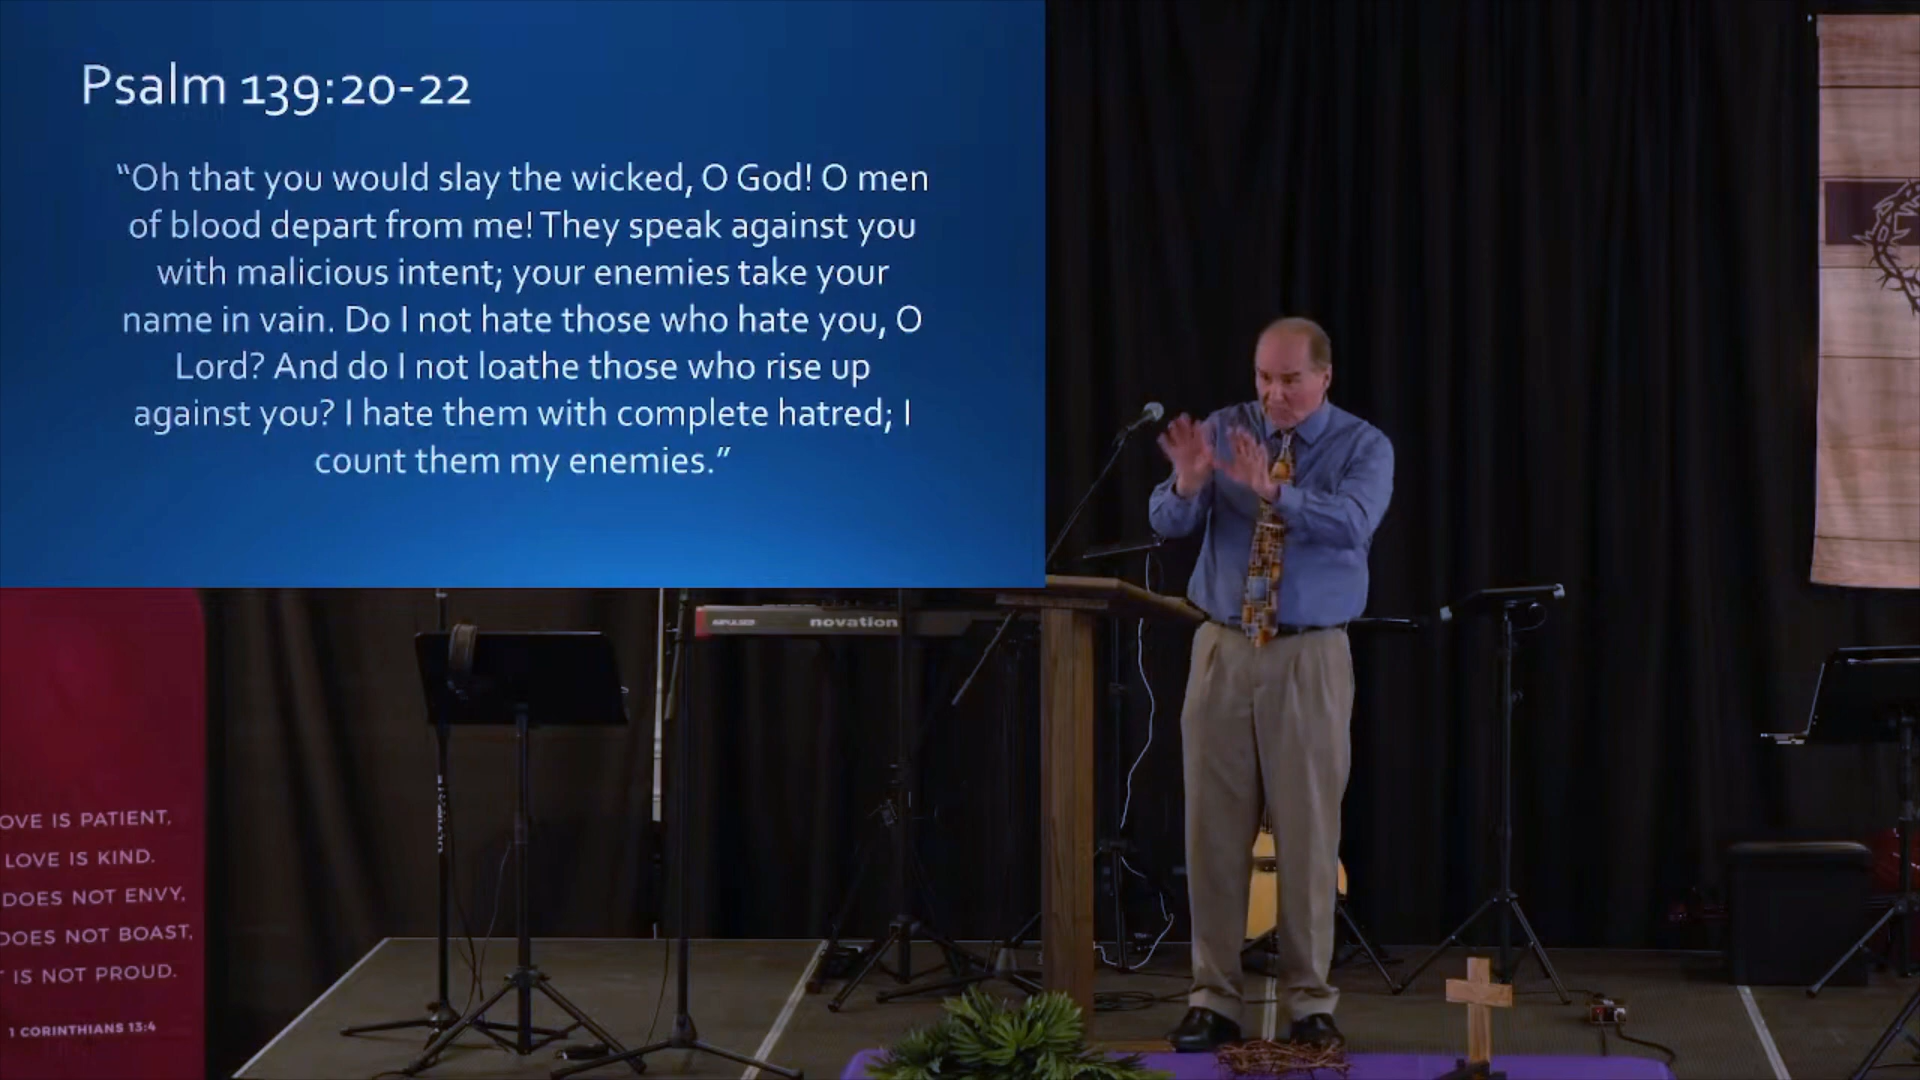 Psalm 139:20-22
“Oh that you would slay the wicked, O God! O men
of blood depart from me! They speak against you
with malicious intent; your enemies take your
name in vain. Do I not hate those who hate you, O
Lord? And do I not loathe those who rise up
against you? I hate them with complete hatred; I
count them my enemies.”
novation
OVE IS PATIENT,
LOVE IS KIND.
DOES NOT ENVY,
DOES NOT BOAST,
IS NOT PROUD.
1 CORINTHIANS 13:4